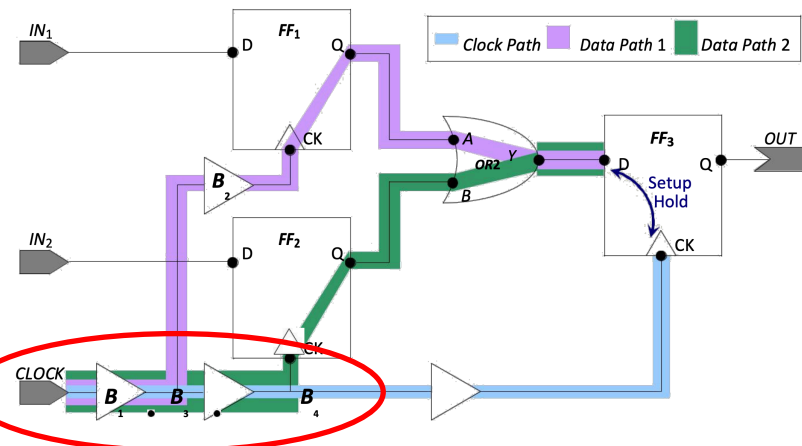 IN₁
D
FF₁
Q
CK
Clock Path
Data Path 1
Data Path 2
B₂
A
OR2
Y
B
FF₃
D
Q
OUT
Setup
Hold
CK
IN₂
D
FF₂
Q
CK
CLOCK
B₁
B₃
B₄